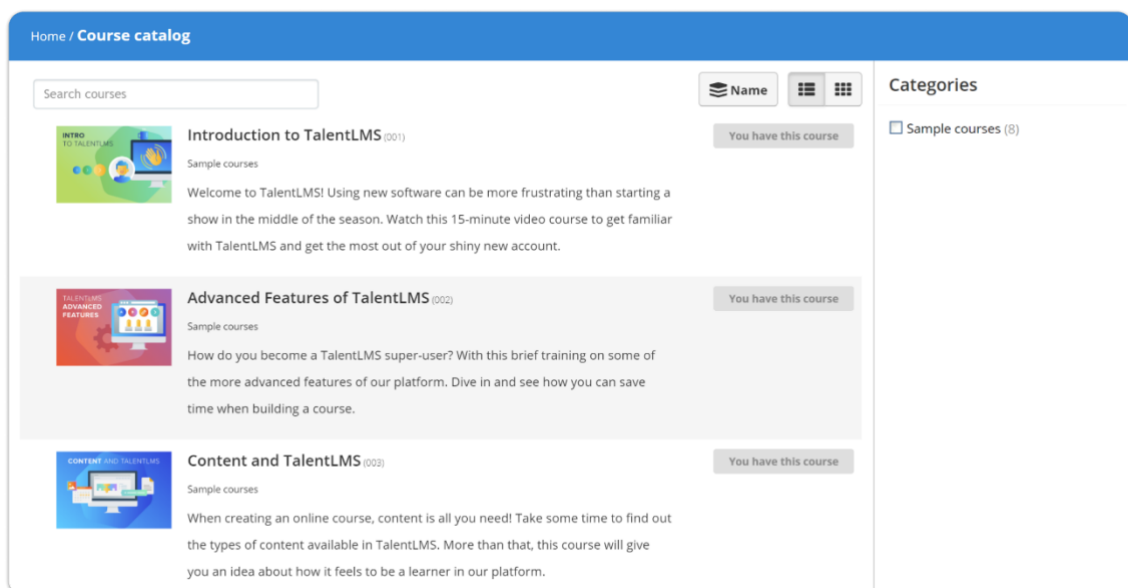 Home / Course catalog
Search courses
Name
Categories
Sample courses (8)
INTRO
TO TALENTLMS
Introduction to TalentLMS (001)
You have this course
Sample courses
Welcome to TalentLMS! Using new software can be more frustrating than starting a
show in the middle of the season. Watch this 15-minute video course to get familiar
with TalentLMS and get the most out of your shiny new account.
TALENTLMS
ADVANCED
FEATURES
Advanced Features of TalentLMS (002)
You have this course
Sample courses
How do you become a TalentLMS super-user? With this brief training on some of
the more advanced features of our platform. Dive in and see how you can save
time when building a course.
CONTENT AND TALENTLMS
Content and TalentLMS (003)
You have this course
Sample courses
When creating an online course, content is all you need! Take some time to find out
the types of content available in TalentLMS. More than that, this course will give
you an idea about how it feels to be a learner in our platform.